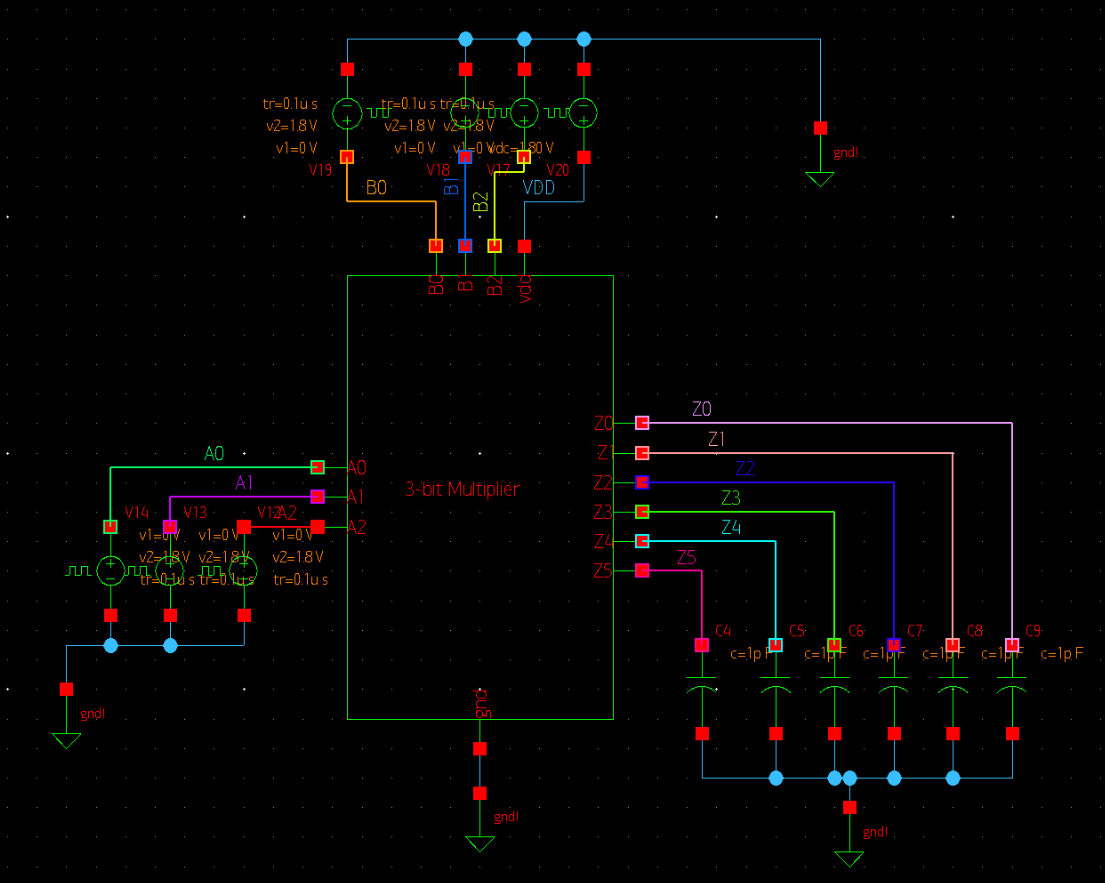 tr=0.1u s
tr=0.1u s
tr=0.1u s
v2=1.8 V
v2=1.8 V
v2=1.8 V
v1=0 V
v1=0 V
v1=0 V
vdc=1.80 V
V19
V18
V17
V20
gnd!
B0
B1
B2
VDD
B0
B2
vdc
Z0
Z0
Z1
Z1
A0
A0
3-bit Multiplier
Z2
Z2
A1
A1
Z3
Z3
V14
V13
V12
A2
A2
Z4
Z4
v1=0 V
v1=0 V
v1=0 V
v2=1.8 V
v2=1.8 V
v2=1.8 V
tr=0.1u s
tr=0.1u s
tr=0.1u s
Z5
Z5
C4
C5
C6
C7
C8
C9
c=1p F
c=1p F
c=1p F
c=1p F
c=1p F
c=1p F
gnd!
gnd
gnd!
gnd!